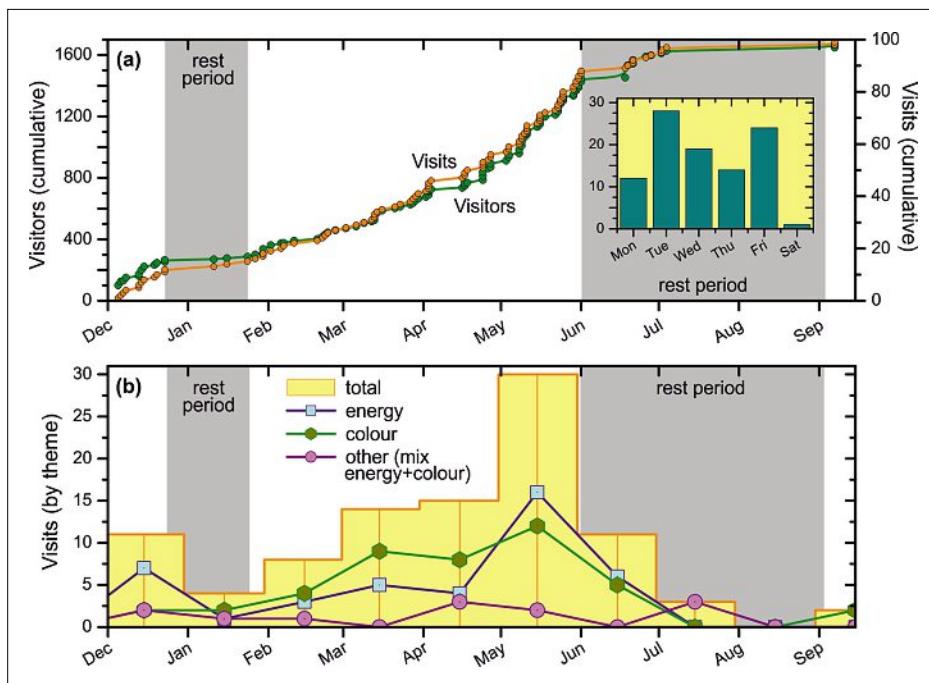 (a)
rest
period
1600
1200
800
400
0
Visitors (cumulative)
100
80
60
40
20
0
Visits (cumulative)
Visits
Visitors
30
20
10
0
Mon
Tue
Wed
Thu
Fri
Sat
rest period
Dec
Jan
Feb
Mar
Apr
May
Jun
Jul
Aug
Sep
(b)
rest
period
total
energy
colour
other (mix
energy+colour)
rest period
30
25
20
15
10
5
0
Visits (by theme)
Dec
Jan
Feb
Mar
Apr
May
Jun
Jul
Aug
Sep